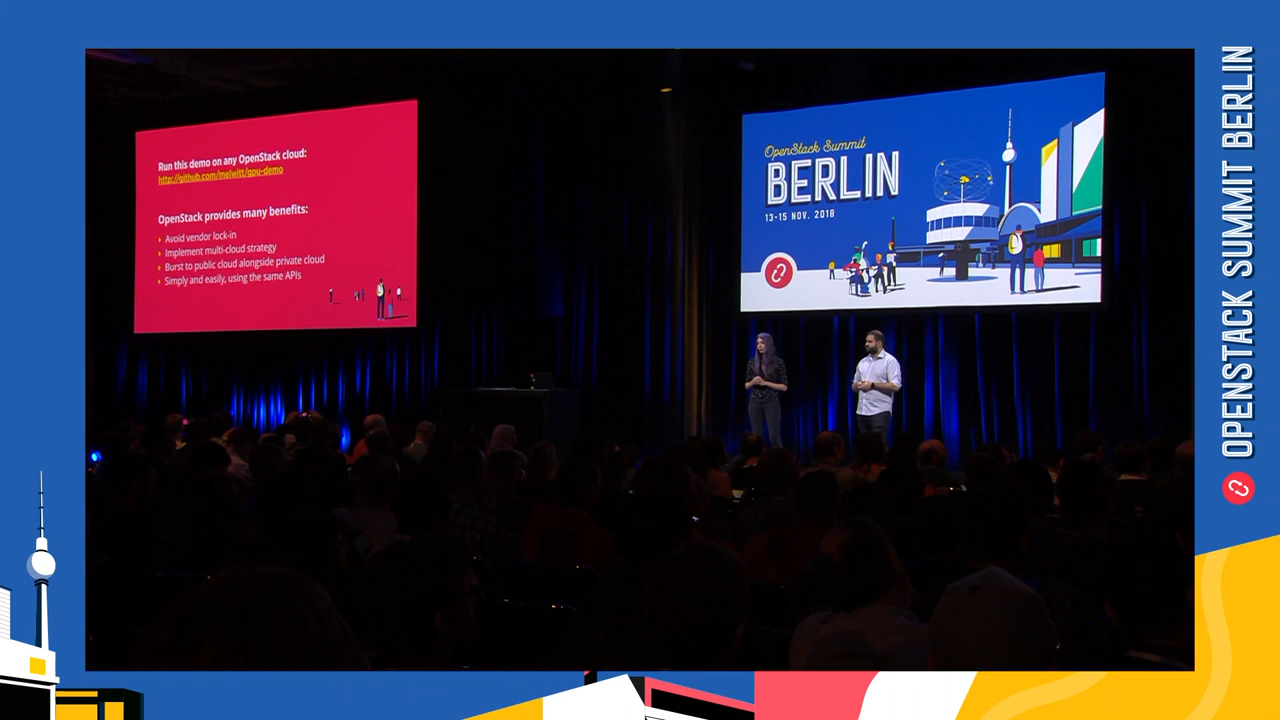 Run this demo on any OpenStack cloud:
http://github.com/melwitt/gpu-demo
OpenStack provides many benefits:
Avoid vendor lock-in
Implement multi-cloud strategy
Burst to public cloud alongside private cloud
Simply and easily, using the same APIs
OpenStack Summit
BERLIN
13-15 NOV. 2018
OPENSTACK SUMMIT BERLIN